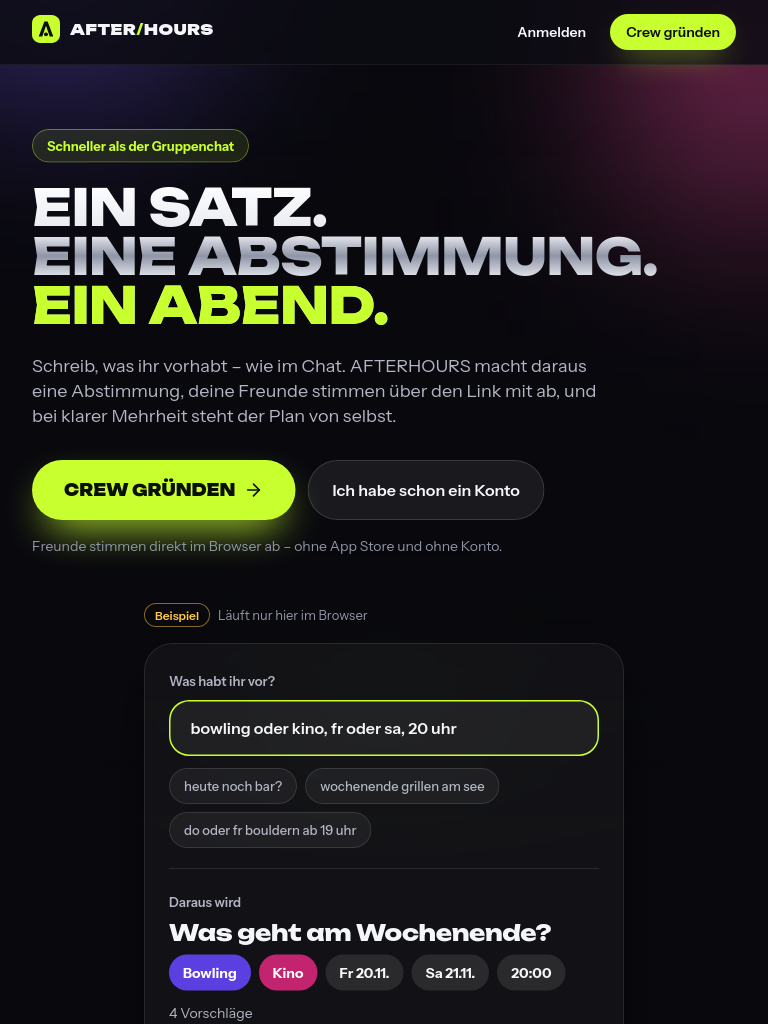 AFTER/HOURS
Anmelden
Crew gründen
Schneller als der Gruppenchat
EIN SATZ.
EINE ABSTIMMUNG.
EIN ABEND.
Schreib, was ihr vorhabt – wie im Chat. AFTERHOURS macht daraus
eine Abstimmung, deine Freunde stimmen über den Link mit ab, und
bei klarer Mehrheit steht der Plan von selbst.
CREW GRÜNDEN →
Ich habe schon ein Konto
Freunde stimmen direkt im Browser ab – ohne App Store und ohne Konto.
Beispiel
Läuft nur hier im Browser
Was habt ihr vor?
bowling oder kino, fr oder sa, 20 uhr
heute noch bar?
wochenende grillen am see
do oder fr bouldern ab 19 uhr
Daraus wird
Was geht am Wochenende?
Bowling
Kino
Fr 20.11.
Sa 21.11.
20:00
4 Vorschläge